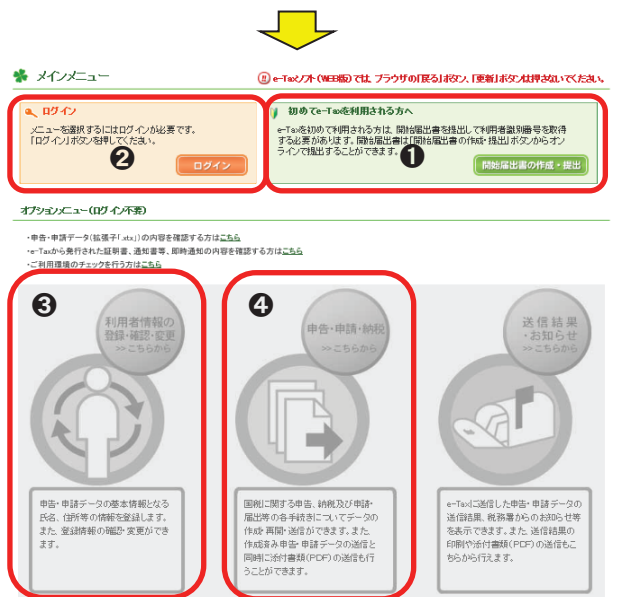 メインメニュー
e-Taxソフト(WEB版)では、ブラウザの「戻る」ボタン、「更新」ボタンは押さないでください。
ログイン
メニューを選択するにはログインが必要です。
「ログイン」ボタンを押してください。
❷
ログイン
初めてe-Taxを利用される方へ
e-Taxを初めて利用される方は、開始届出書を提出して利用者識別番号を取得
する必要があります。開始届出書は「開始届出書の作成・提出」ボタンからオン
ラインで提出することができます。
❶
開始届出書の作成・提出
オプションメニュー(ログイン不要)
・申告・申請データ(拡張子「.xtx」)の内容を確認する方はこちら
・e-Taxから発行された証明書、通知書等、即時通知の内容を確認する方はこちら
・ご利用環境のチェックを行う方はこちら
❸
利用者情報の
登録・確認・変更
>>こちらから
申告・申請データの基本情報となる
氏名、住所等の情報を登録します。
また、登録情報の確認・変更ができ
ます。
❹
申告・申請・納税
>>こちらから
国税に関する申告、納税及び申請・
届出等の各手続きについてデータの
作成・再開・送信ができます。また、
作成済み申告・申請データの送信と
同時に添付書類(PDF)の送信も行
うことができます。
送信結果
・お知らせ
>>こちらから
e-Taxに送信した申告・申請データの
送信結果、税務署からのお知らせ等
を表示できます。また、送信結果の
印刷や添付書類(PDF)の送信もこ
ちらから行えます。